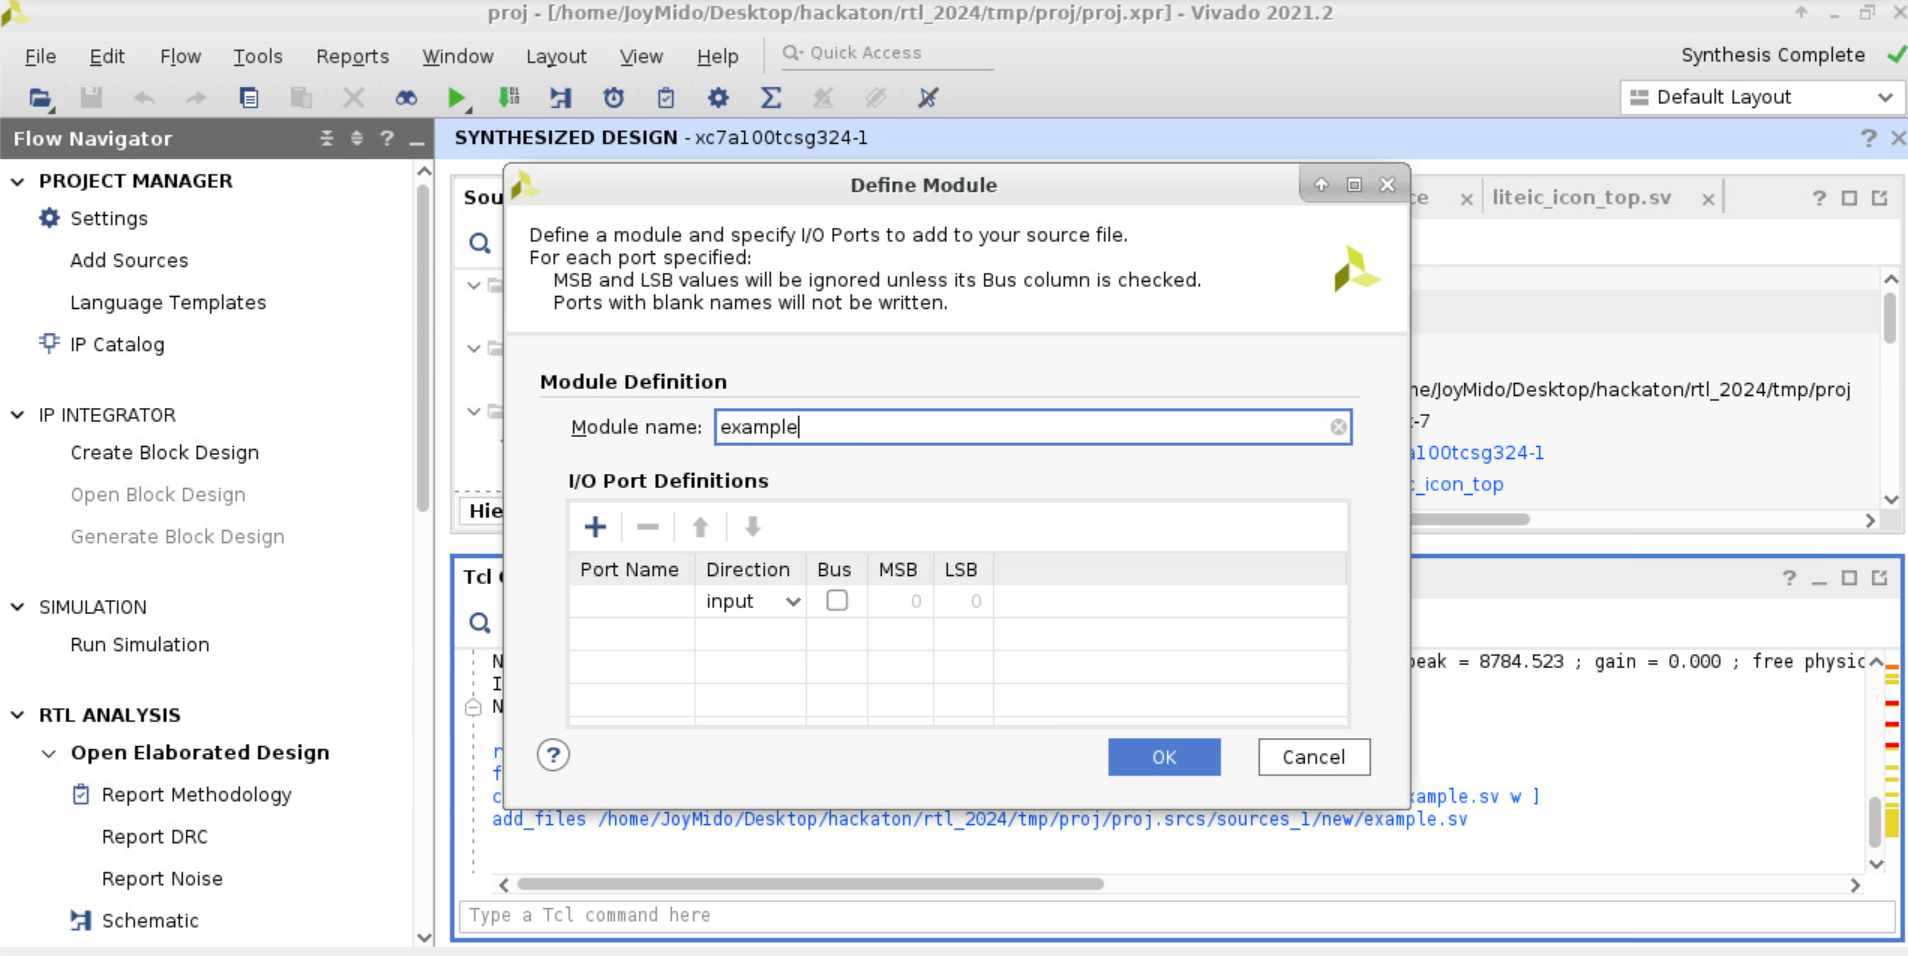 proj - [/home/JoyMido/Desktop/hackaton/rtl_2024/tmp/proj/proj.xpr] - Vivado 2021.2
File Edit Flow Tools Reports Window Layout View Help Quick Access
Synthesis Complete
Default Layout
Flow Navigator
PROJECT MANAGER
Settings
Add Sources
Language Templates
IP Catalog
IP INTEGRATOR
Create Block Design
Open Block Design
Generate Block Design
SIMULATION
Run Simulation
RTL ANALYSIS
Open Elaborated Design
Report Methodology
Report DRC
Report Noise
Schematic
SYNTHESIZED DESIGN - xc7a100tcsg324-1
Sou
ce
liteic_icon_top.sv
Define Module
Define a module and specify I/O Ports to add to your source file.
For each port specified:
MSB and LSB values will be ignored unless its Bus column is checked.
Ports with blank names will not be written.
Module Definition
Module name: example
I/O Port Definitions
Port Name Direction Bus MSB LSB
input 0 0
OK Cancel
ne/JoyMido/Desktop/hackaton/rtl_2024/tmp/proj
-7
a100tcsg324-1
c_icon_top
Hie
Tcl
N
peak = 8784.523 ; gain = 0.000 ; free physic
I
N
r
f
c
xample.sv w ]
add_files /home/JoyMido/Desktop/hackaton/rtl_2024/tmp/proj/proj.srcs/sources_1/new/example.sv
Type a Tcl command here